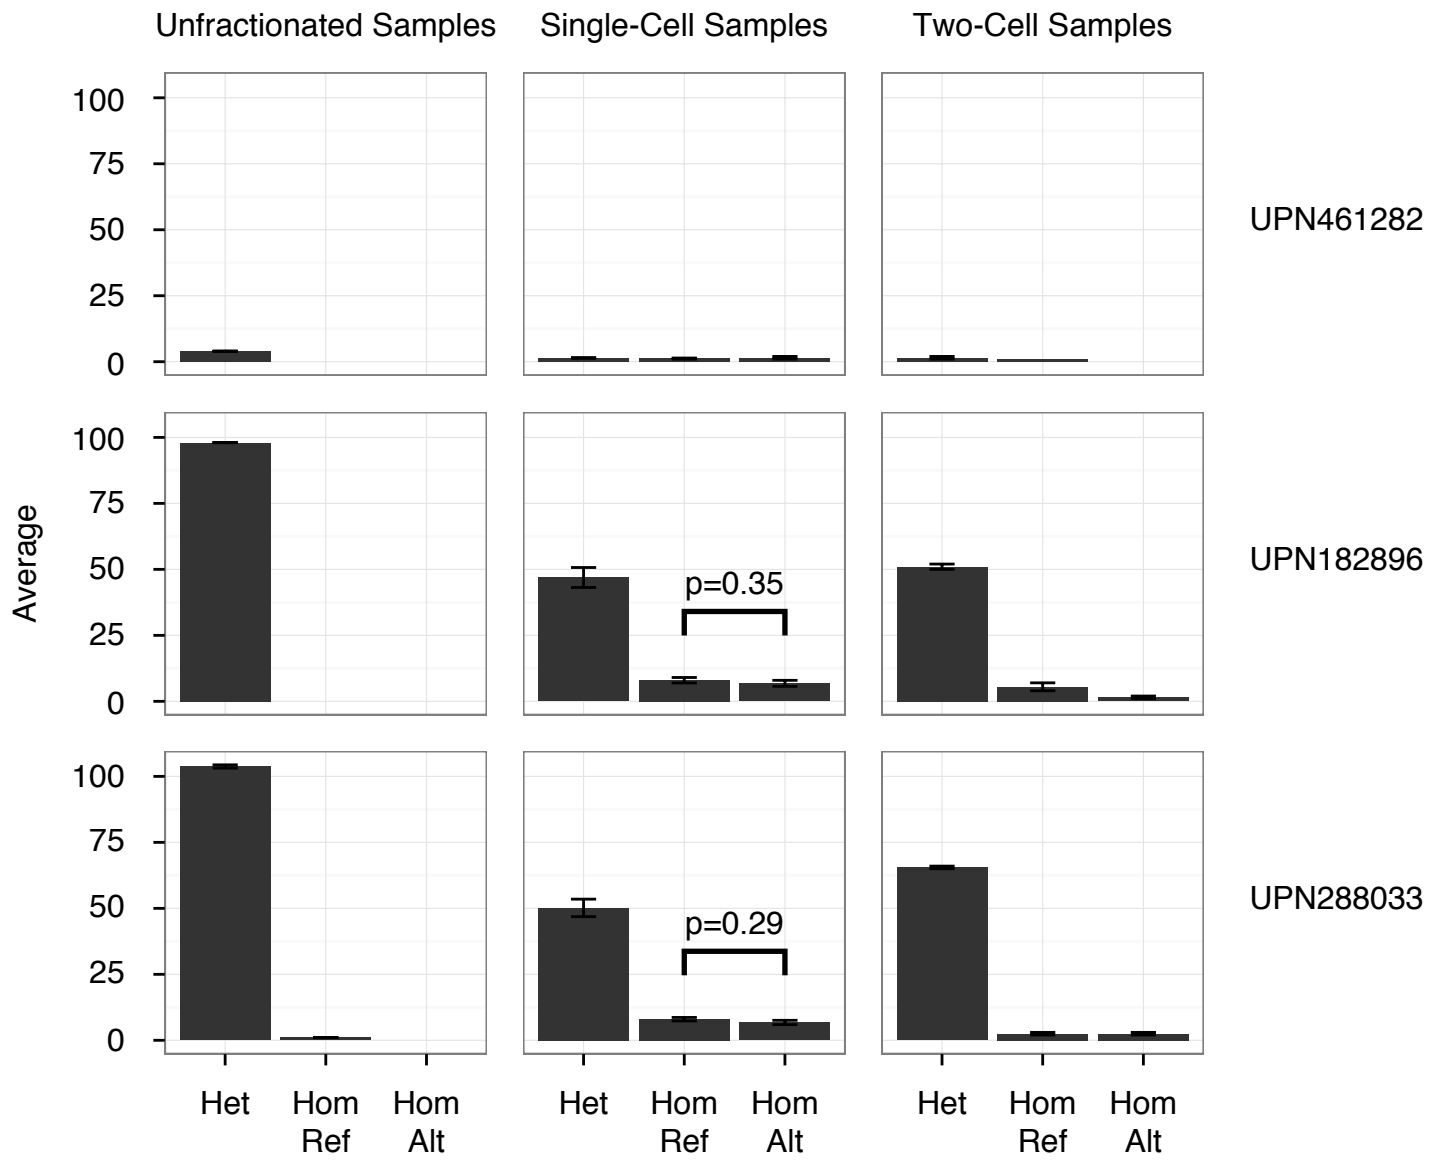 Unfractionated Samples Single-Cell Samples Two-Cell Samples
100
75
50
25
0
UPN461282
100
75
50
25
0
p=0.35
UPN182896
Average
100
75
50
25
0
p=0.29
UPN288033
Het Hom Hom Het Hom Hom Het Hom Hom
Ref Alt Ref Alt Ref Alt